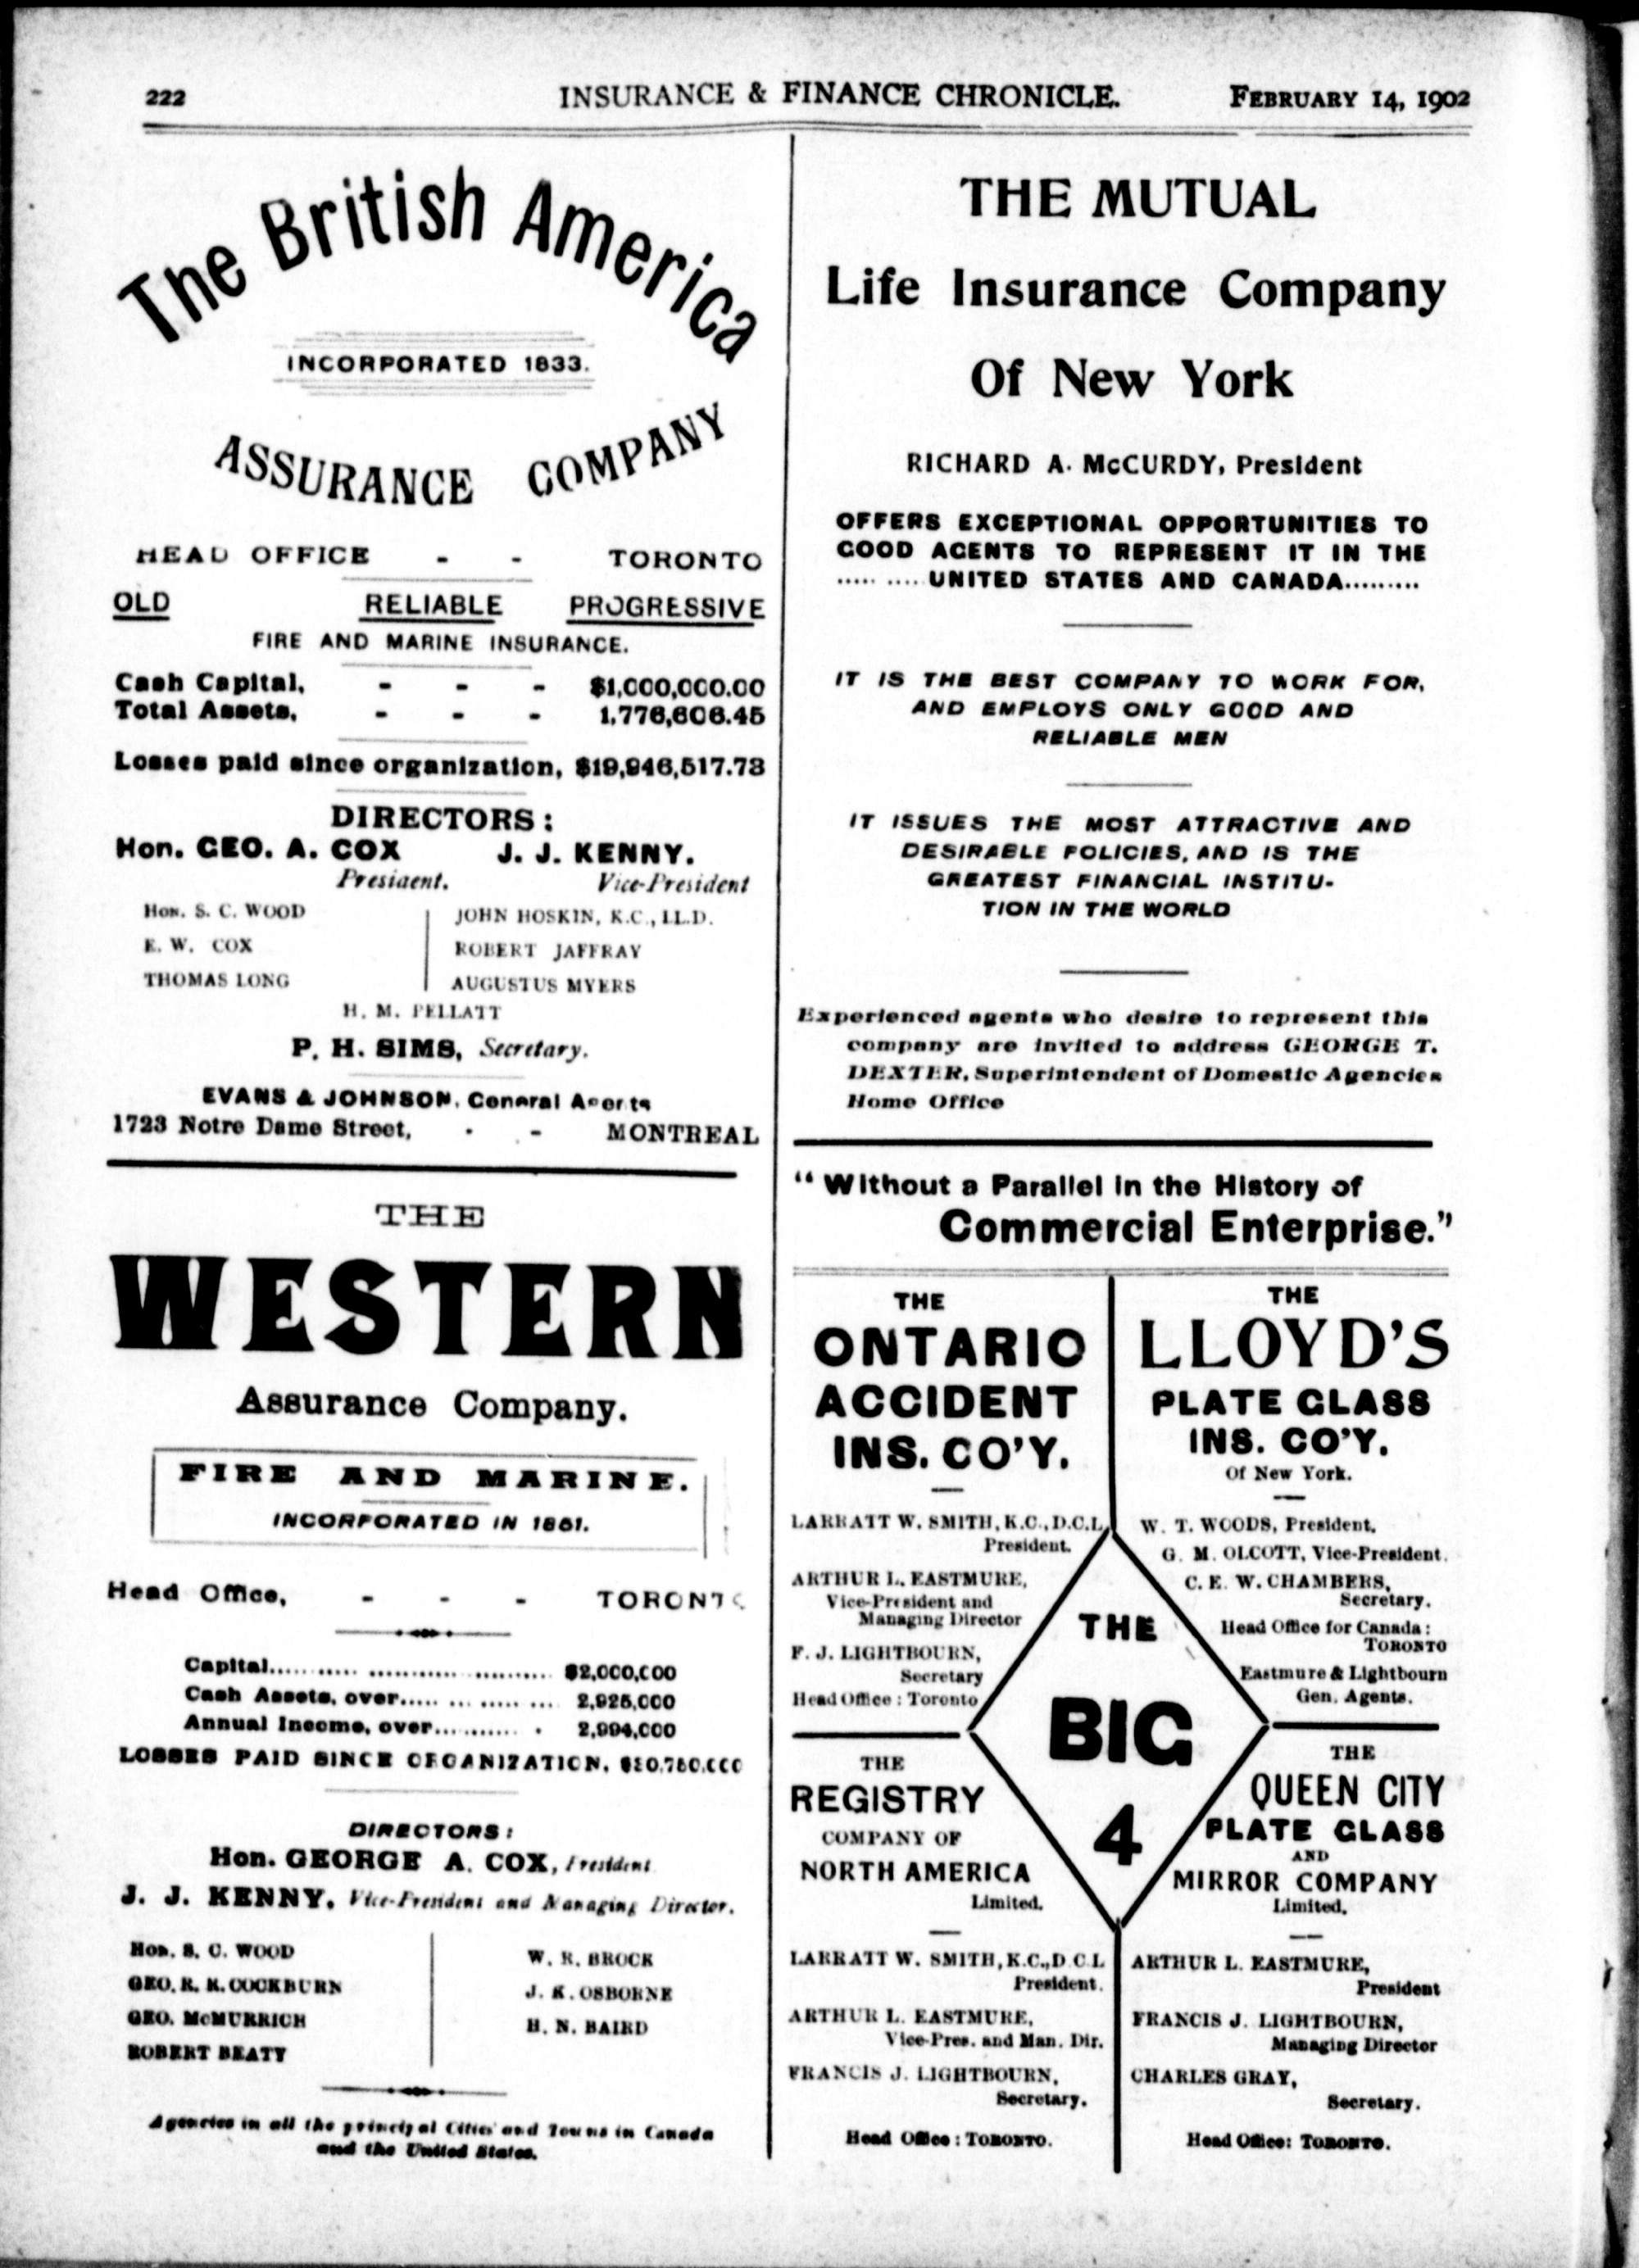 222 INSURANCE & FINANCE CHRONICLE. FEBRUARY 14, 1902
The British America
INCORPORATED 1833.
ASSURANCE COMPANY
HEAD OFFICE - - TORONTO
OLD RELIABLE PROGRESSIVE
FIRE AND MARINE INSURANCE.
Cash Capital, - - - $1,000,000.00
Total Assets, - - - 1,776,606.45
Losses paid since organization, $19,946,517.73
DIRECTORS:
Hon. GEO. A. COX J. J. KENNY.
President. Vice-President
HON. S. C. WOOD JOHN HOSKIN, K.C., LL.D.
E. W. COX ROBERT JAFFRAY
THOMAS LONG AUGUSTUS MYERS
H. M. PELLATT
P. H. SIMS, Secretary.
EVANS & JOHNSON, General Agents
1723 Notre Dame Street, - - MONTREAL
THE
WESTERN
Assurance Company.
FIRE AND MARINE.
INCORPORATED IN 1851.
Head Office, - - - TORONTO
Capital.................................... $2,000,000
Cash Assets, over.................... 2,925,000
Annual Income, over............ 2,994,000
LOSSES PAID SINCE ORGANIZATION,
DIRECTORS:
Hon. GEORGE A. COX, President
J. J. KENNY, Vice-President and Managing Director.
Hon. S. C. WOOD W. R. BROCK
GEO. R. R. COCKBURN J. K. OSBORNE
GEO. McMURRICH H. N. BAIRD
ROBERT BEATY
Agencies in all the principal Cities and Towns in Canada
and the United States.
THE MUTUAL
Life Insurance Company
Of New York
RICHARD A. McCURDY, President
OFFERS EXCEPTIONAL OPPORTUNITIES TO
GOOD AGENTS TO REPRESENT IT IN THE
.........UNITED STATES AND CANADA.........
IT IS THE BEST COMPANY TO WORK FOR,
AND EMPLOYS ONLY GOOD AND
RELIABLE MEN
IT ISSUES THE MOST ATTRACTIVE AND
DESIRABLE POLICIES, AND IS THE
GREATEST FINANCIAL INSTITU-
TION IN THE WORLD
Experienced agents who desire to represent this
company are invited to address GEORGE T.
DEXTER, Superintendent of Domestic Agencies
Home Office
"Without a Parallel in the History of
Commercial Enterprise."
THE
ONTARIO
ACCIDENT
INS. CO'Y.
LARRATT W. SMITH, K.C., D.C.L.
President.
ARTHUR L. EASTMURE,
Vice-President and
Managing Director
F. J. LIGHTBOURN,
Secretary
Head Office: Toronto
THE
LLOYD'S
PLATE GLASS
INS. CO'Y.
Of New York.
W. T. WOODS, President.
G. M. OLCOTT, Vice-President.
C. E. W. CHAMBERS,
Secretary.
Head Office for Canada:
TORONTO
Eastmure & Lightbourn
Gen. Agents.
THE
BIG
4
THE
REGISTRY
COMPANY OF
NORTH AMERICA
Limited.
LARRATT W. SMITH, K.C., D.C.L
President.
ARTHUR L. EASTMURE,
Vice-Pres. and Man. Dir.
FRANCIS J. LIGHTBOURN,
Secretary.
Head Office: TORONTO.
THE
QUEEN CITY
PLATE GLASS
AND
MIRROR COMPANY
Limited.
ARTHUR L. EASTMURE,
President
FRANCIS J. LIGHTBOURN,
Managing Director
CHARLES GRAY,
Secretary.
Head Office: TORONTO.